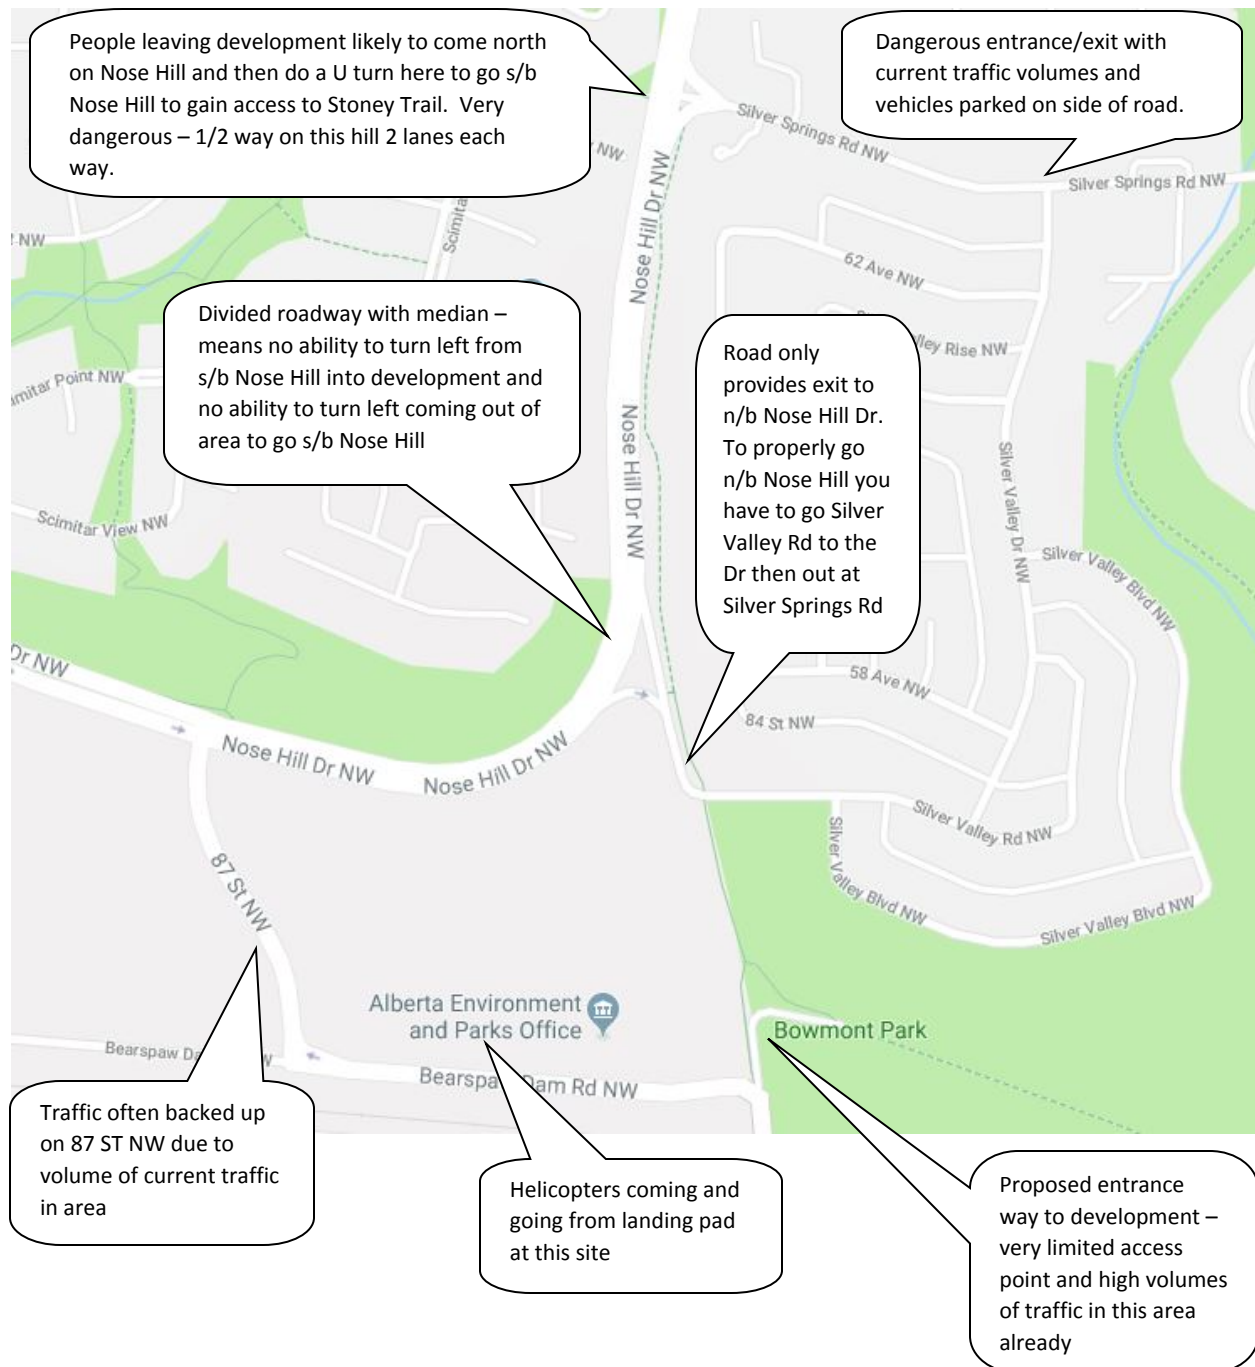 People leaving development likely to come north
on Nose Hill and then do a U turn here to go s/b
Nose Hill to gain access to Stoney Trail. Very
dangerous – 1/2 way on this hill 2 lanes each
way.
Dangerous entrance/exit with
current traffic volumes and
vehicles parked on side of road.
Silver Springs Rd NW
Silver Springs Rd NW
NW
NW
Scimitar
Nose Hill Dr NW
62 Ave NW
Divided roadway with median –
means no ability to turn left from
s/b Nose Hill into development and
no ability to turn left coming out of
area to go s/b Nose Hill
Road only
provides exit to
n/b Nose Hill Dr.
To properly go
n/b Nose Hill you
have to go Silver
Valley Rd to the
Dr then out at
Silver Springs Rd
lley Rise NW
mitar Point NW
Nose Hill Dr NW
Silver Valley Dr NW
Scimitar View NW
Silver Valley Blvd NW
Dr NW
58 Ave NW
84 St NW
Nose Hill Dr NW
Nose Hill Dr NW
Silver Valley Rd NW
Silver Valley Blvd NW
Silver Valley Blvd NW
87 St NW
Alberta Environment
and Parks Office
Bowmont Park
Bearspaw Da W
Bearspa Dam Rd NW
Traffic often backed up
on 87 ST NW due to
volume of current traffic
in area
Helicopters coming and
going from landing pad
at this site
Proposed entrance
way to development –
very limited access
point and high volumes
of traffic in this area
already